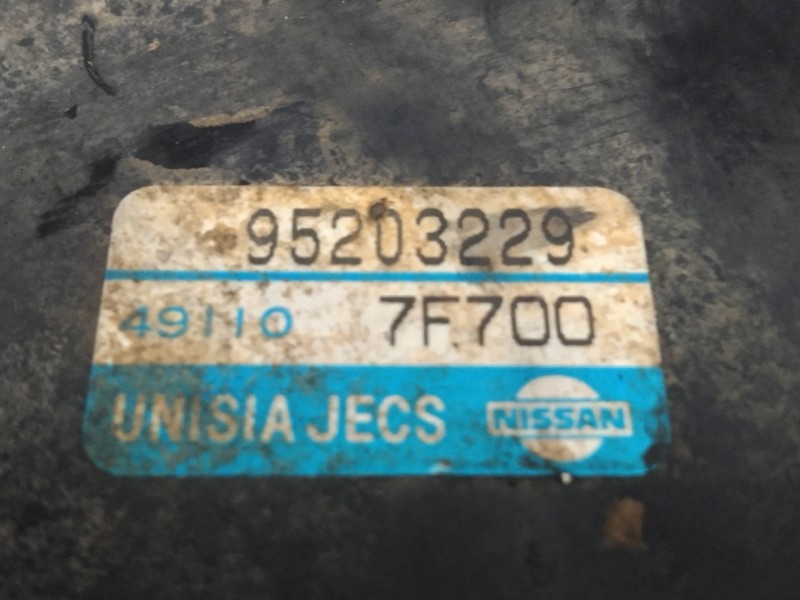 95203229
49110 7F700
UNISIA JECS NISSAN